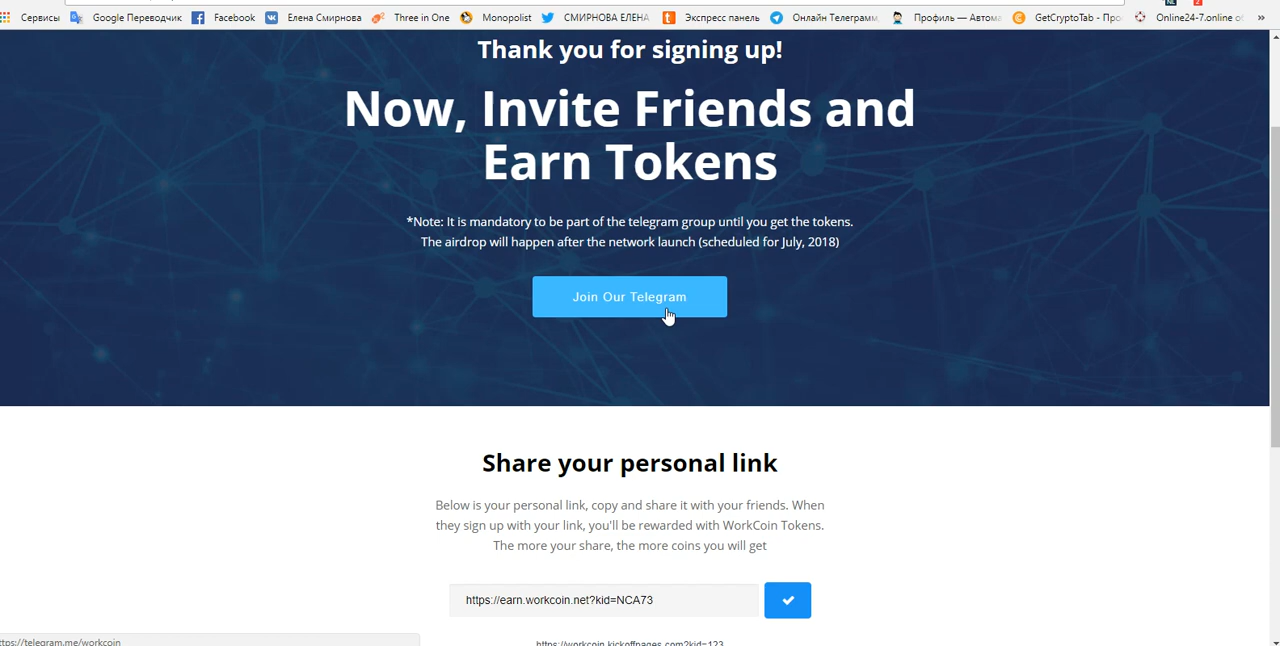 NL 2
Сервисы Google Переводчик Facebook Елена Смирнова Three in One Monopolist СМИРНОВА ЕЛЕНА Экспресс панель Онлайн Телеграмм Профиль — Автома GetCryptoTab - Про Online24-7.online »
Thank you for signing up!
Now, Invite Friends and
Earn Tokens
*Note: It is mandatory to be part of the telegram group until you get the tokens.
The airdrop will happen after the network launch (scheduled for July, 2018)
Join Our Telegram
Share your personal link
Below is your personal link, copy and share it with your friends. When
they sign up with your link, you'll be rewarded with WorkCoin Tokens.
The more your share, the more coins you will get
https://earn.workcoin.net?kid=NCA73
ttps://telegram.me/workcoin
https://workcoin.kickoffpages.com?kid=123